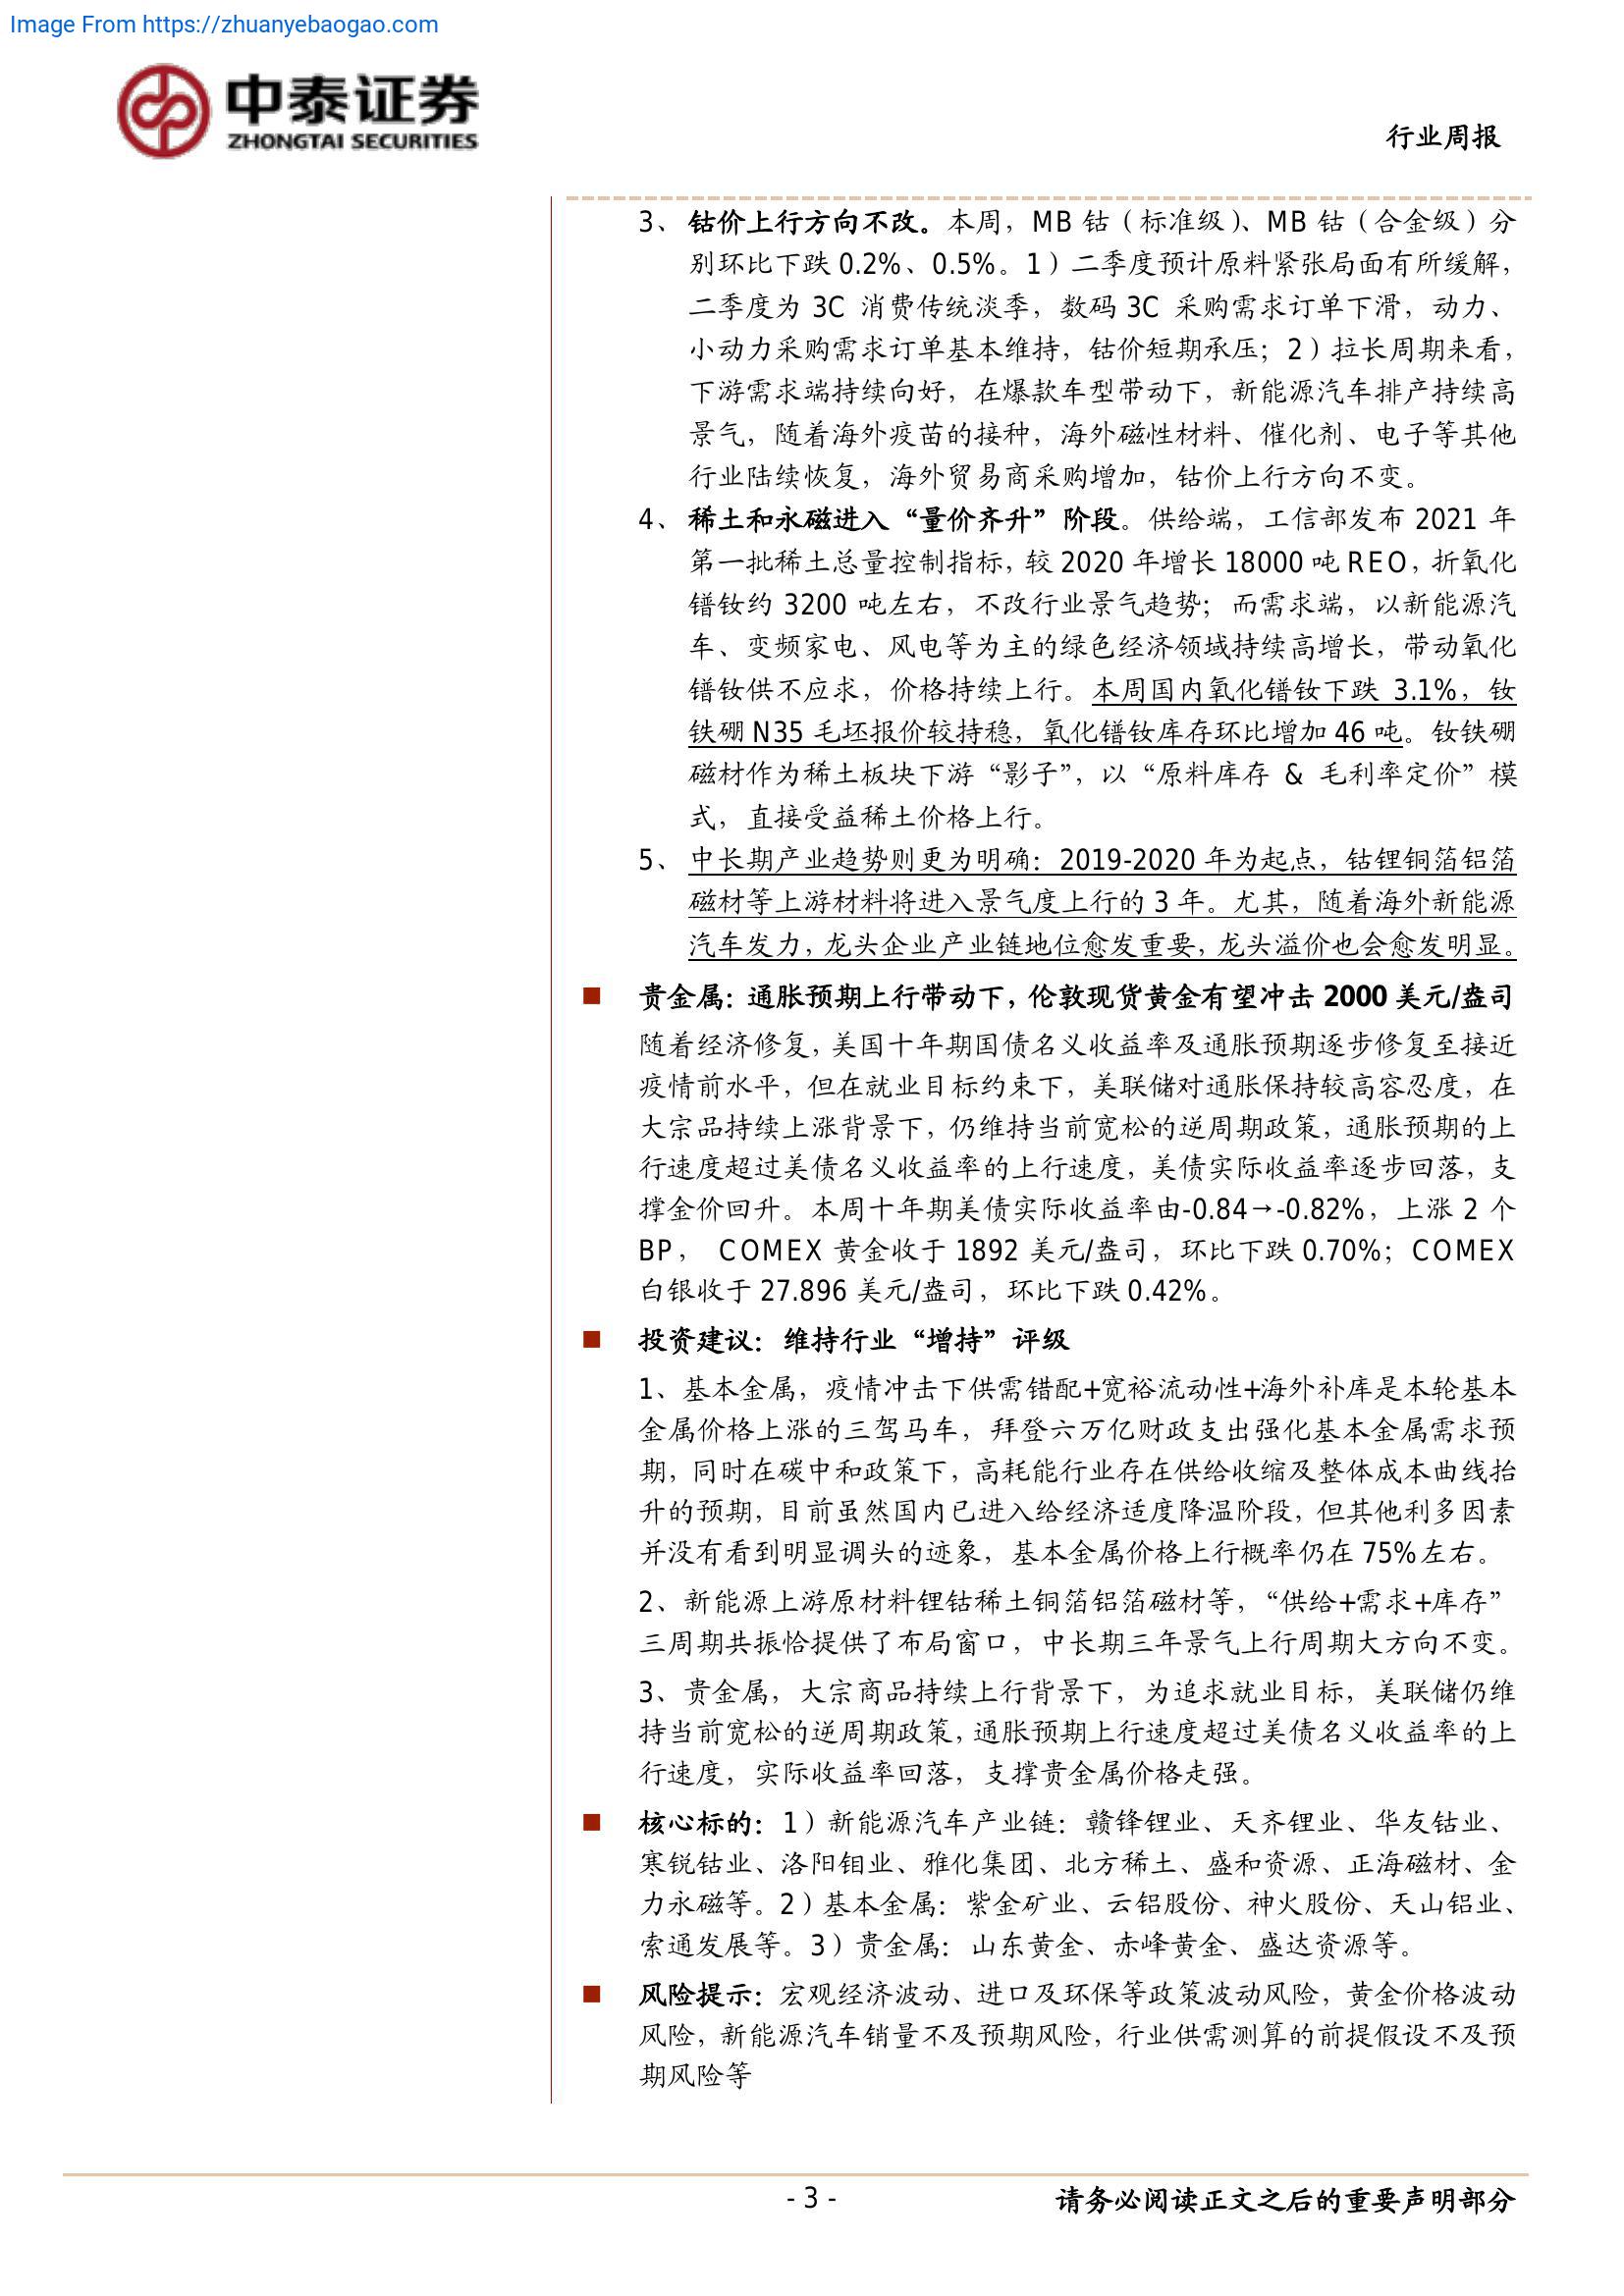 Image From https://zhuanyebaogao.com
中泰证券
ZHONGTAI SECURITIES
行业周报
3、钴价上行方向不改。本周，MB 钴（标准级）、MB 钴（合金级）分
别环比下跌 0.2%、0.5%。1）二季度预计原料紧张局面有所缓解，
二季度为 3C 消费传统淡季，数码 3C 采购需求订单下滑，动力、
小动力采购需求订单基本维持，钴价短期承压；2）拉长周期来看，
下游需求端持续向好，在爆款车型带动下，新能源汽车排产持续高
景气，随着海外疫苗的接种，海外磁性材料、催化剂、电子等其他
行业陆续恢复，海外贸易商采购增加，钴价上行方向不变。
4、稀土和永磁进入“量价齐升”阶段。供给端，工信部发布 2021 年
第一批稀土总量控制指标，较 2020 年增长 18000 吨 REO，折氧化
镨钕约 3200 吨左右，不改行业景气趋势；而需求端，以新能源汽
车、变频家电、风电等为主的绿色经济领域持续高增长，带动氧化
镨钕供不应求，价格持续上行。本周国内氧化镨钕下跌 3.1%，钕
铁硼 N35 毛坯报价较持稳，氧化镨钕库存环比增加 46 吨。钕铁硼
磁材作为稀土板块下游“影子”，以“原料库存 & 毛利率定价”模
式，直接受益稀土价格上行。
5、中长期产业趋势则更为明确：2019-2020 年为起点，钴锂铜箔铝箔
磁材等上游材料将进入景气度上行的 3 年。尤其，随着海外新能源
汽车发力，龙头企业产业链地位愈发重要，龙头溢价也会愈发明显。
■ 贵金属：通胀预期上行带动下，伦敦现货黄金有望冲击 2000 美元/盎司
随着经济修复，美国十年期国债名义收益率及通胀预期逐步修复至接近
疫情前水平，但在就业目标约束下，美联储对通胀保持较高容忍度，在
大宗品持续上涨背景下，仍维持当前宽松的逆周期政策，通胀预期的上
行速度超过美债名义收益率的上行速度，美债实际收益率逐步回落，支
撑金价回升。本周十年期美债实际收益率由-0.84→-0.82%，上涨 2 个
BP， COMEX 黄金收于 1892 美元/盎司，环比下跌 0.70%；COMEX
白银收于 27.896 美元/盎司，环比下跌 0.42%。
■ 投资建议：维持行业“增持”评级
1、基本金属，疫情冲击下供需错配+宽裕流动性+海外补库是本轮基本
金属价格上涨的三驾马车，拜登六万亿财政支出强化基本金属需求预
期，同时在碳中和政策下，高耗能行业存在供给收缩及整体成本曲线抬
升的预期，目前虽然国内已进入给经济适度降温阶段，但其他利多因素
并没有看到明显调头的迹象，基本金属价格上行概率仍在 75%左右。
2、新能源上游原材料锂钴稀土铜箔铝箔磁材等，“供给+需求+库存”
三周期共振恰提供了布局窗口，中长期三年景气上行周期大方向不变。
3、贵金属，大宗商品持续上行背景下，为追求就业目标，美联储仍维
持当前宽松的逆周期政策，通胀预期上行速度超过美债名义收益率的上
行速度，实际收益率回落，支撑贵金属价格走强。
■ 核心标的：1）新能源汽车产业链：赣锋锂业、天齐锂业、华友钴业、
寒锐钴业、洛阳钼业、雅化集团、北方稀土、盛和资源、正海磁材、金
力永磁等。2）基本金属：紫金矿业、云铝股份、神火股份、天山铝业、
索通发展等。3）贵金属：山东黄金、赤峰黄金、盛达资源等。
■ 风险提示：宏观经济波动、进口及环保等政策波动风险，黄金价格波动
风险，新能源汽车销量不及预期风险，行业供需测算的前提假设不及预
期风险等
- 3 -
请务必阅读正文之后的重要声明部分